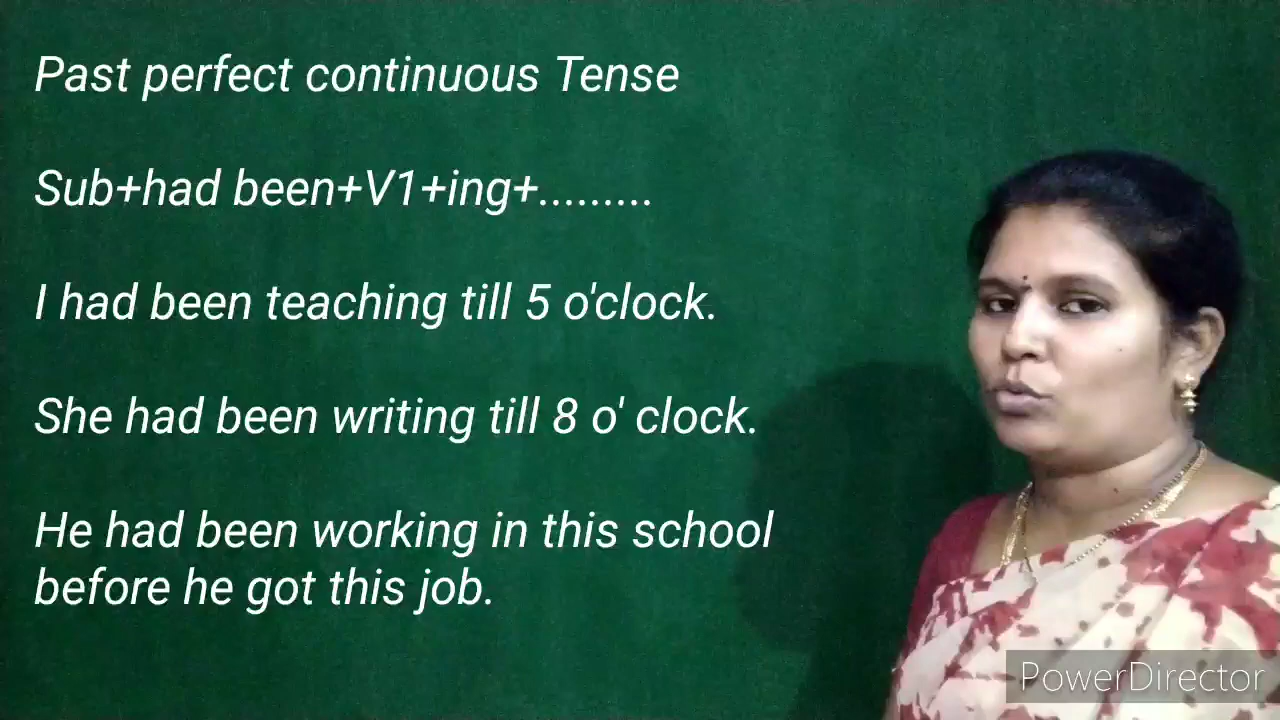 Past perfect continuous Tense
Sub+had been+V1+ing+.........
I had been teaching till 5 o'clock.
She had been writing till 8 o' clock.
He had been working in this school
before he got this job.
PowerDirector